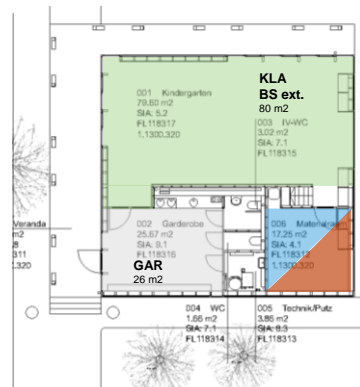 KLA
BS ext.
80 m2
001 Kindergarten
79.60 m2
SIA: 5.2
FL118317
1.1300.320
003 IV-WC
3.02 m2
SIA: 7.1
FL118315
Veranda
002 Garderobe
25.67 m2
SIA: 9.1
FL118316
GAR
26 m2
006 Materialraum
17.25 m2
SIA: 4.1
FL118312
1.1300.320
311
.320
004 WC
1.66 m2
SIA: 7.1
FL118314
005 Technik/Putz
3.86 m2
SIA: 8.3
FL118313